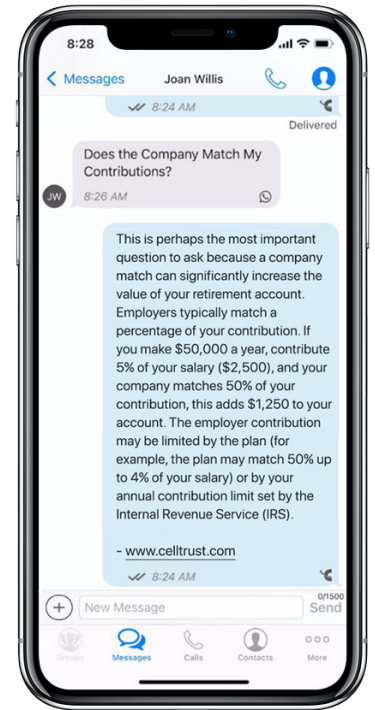 8:28
Messages
Joan Willis
8:24 AM
Delivered
Does the Company Match My
Contributions?
JW
8:26 AM
This is perhaps the most important
question to ask because a company
match can significantly increase the
value of your retirement account.
Employers typically match a
percentage of your contribution. If
you make $50,000 a year, contribute
5% of your salary ($2,500), and your
company matches 50% of your
contribution, this adds $1,250 to your
account. The employer contribution
may be limited by the plan (for
example, the plan may match 50% up
to 4% of your salary) or by your
annual contribution limit set by the
Internal Revenue Service (IRS).
- www.celltrust.com
8:24 AM
0/1500
New Message
Send
Groups
Messages
Calls
Contacts
More